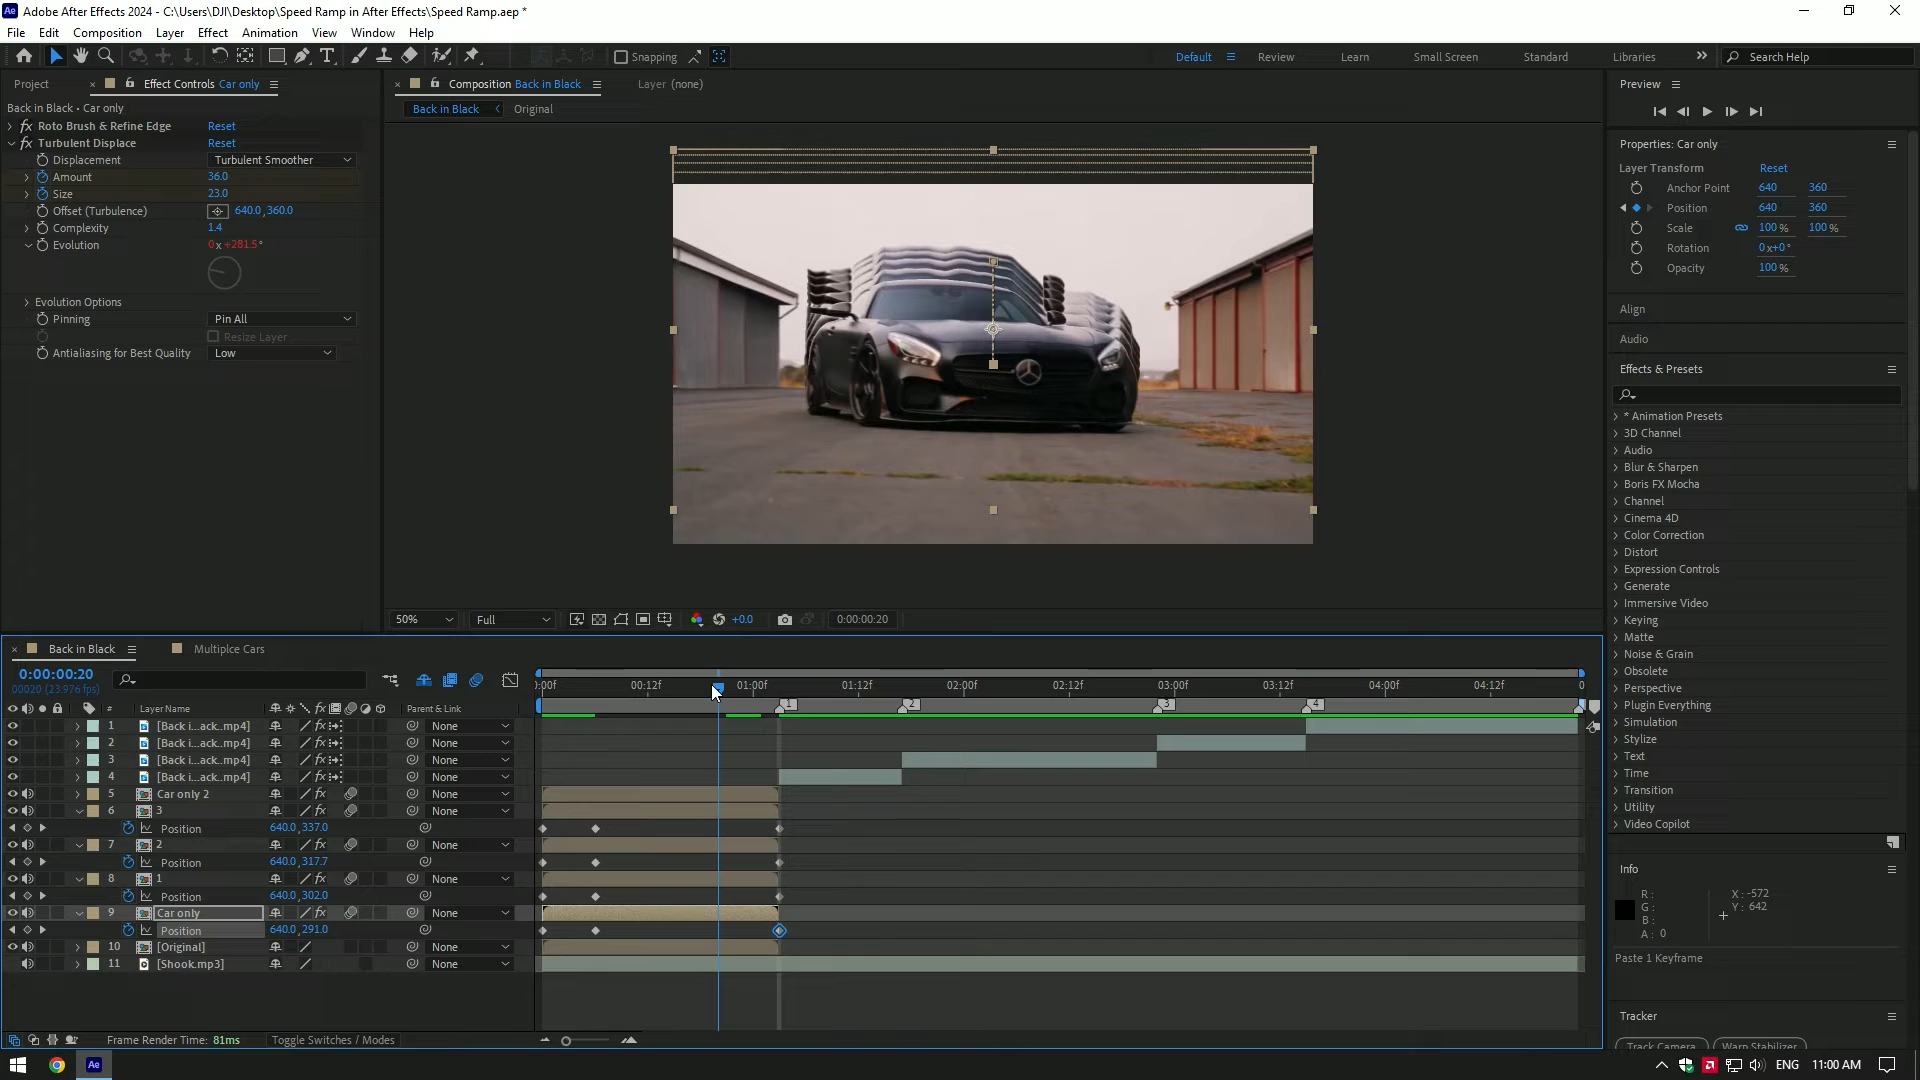 Adobe After Effects 2024 - C:\Users\DJI\Desktop\Speed Ramp in After Effects\Speed Ramp.aep *
File Edit Composition Layer Effect Animation View Window Help
Snapping
Default Review Learn Small Screen Standard Libraries Search Help
Project Effect Controls Car only
Composition Back in Black Layer (none)
Preview
Back in Black • Car only
Back in Black Original
fx Roto Brush & Refine Edge Reset
fx Turbulent Displace Reset
Displacement Turbulent Smoother
Amount 36.0
Size 23.0
Offset (Turbulence) 640.0, 360.0
Complexity 1.4
Evolution 0x+281.5°
Evolution Options
Pinning Pin All
Resize Layer
Antialiasing for Best Quality Low
Properties: Car only
Layer Transform Reset
Anchor Point 640 360
Position 640 360
Scale 100 % 100 %
Rotation 0x+0°
Opacity 100 %
Align
Audio
Effects & Presets
* Animation Presets
3D Channel
Audio
Blur & Sharpen
Boris FX Mocha
Channel
Cinema 4D
Color Correction
Distort
Expression Controls
Generate
Immersive Video
Keying
Matte
Noise & Grain
Obsolete
Perspective
Plugin Everything
Simulation
Stylize
Text
Time
Transition
Utility
Video Copilot
50% Full +0.0 0:00:00:20
Back in Black Multiplce Cars
0:00:00:20
00020 (23.976 fps)
0:00f 00:12f 01:00f 01:12f 02:00f 02:12f 03:00f 03:12f 04:00f 04:12f 0
# Layer Name fx Parent & Link
1 2 3 4
1 [Back i...ack..mp4] fx None
2 [Back i...ack..mp4] fx None
3 [Back i...ack..mp4] fx None
4 [Back i...ack..mp4] fx None
5 Car only 2 fx None
6 3 fx None
Position 640.0, 337.0
7 2 fx None
Position 640.0, 317.7
8 1 fx None
Position 640.0, 302.0
9 Car only fx None
Position 640.0, 291.0
10 [Original] None
11 [Shook.mp3] None
Info
R :
G :
B :
A : 0
X : -572
Y : 642
Paste 1 Keyframe
Tracker
Track Camera Warp Stabilizer
Frame Render Time: 81ms Toggle Switches / Modes
Ae ENG 11:00 AM